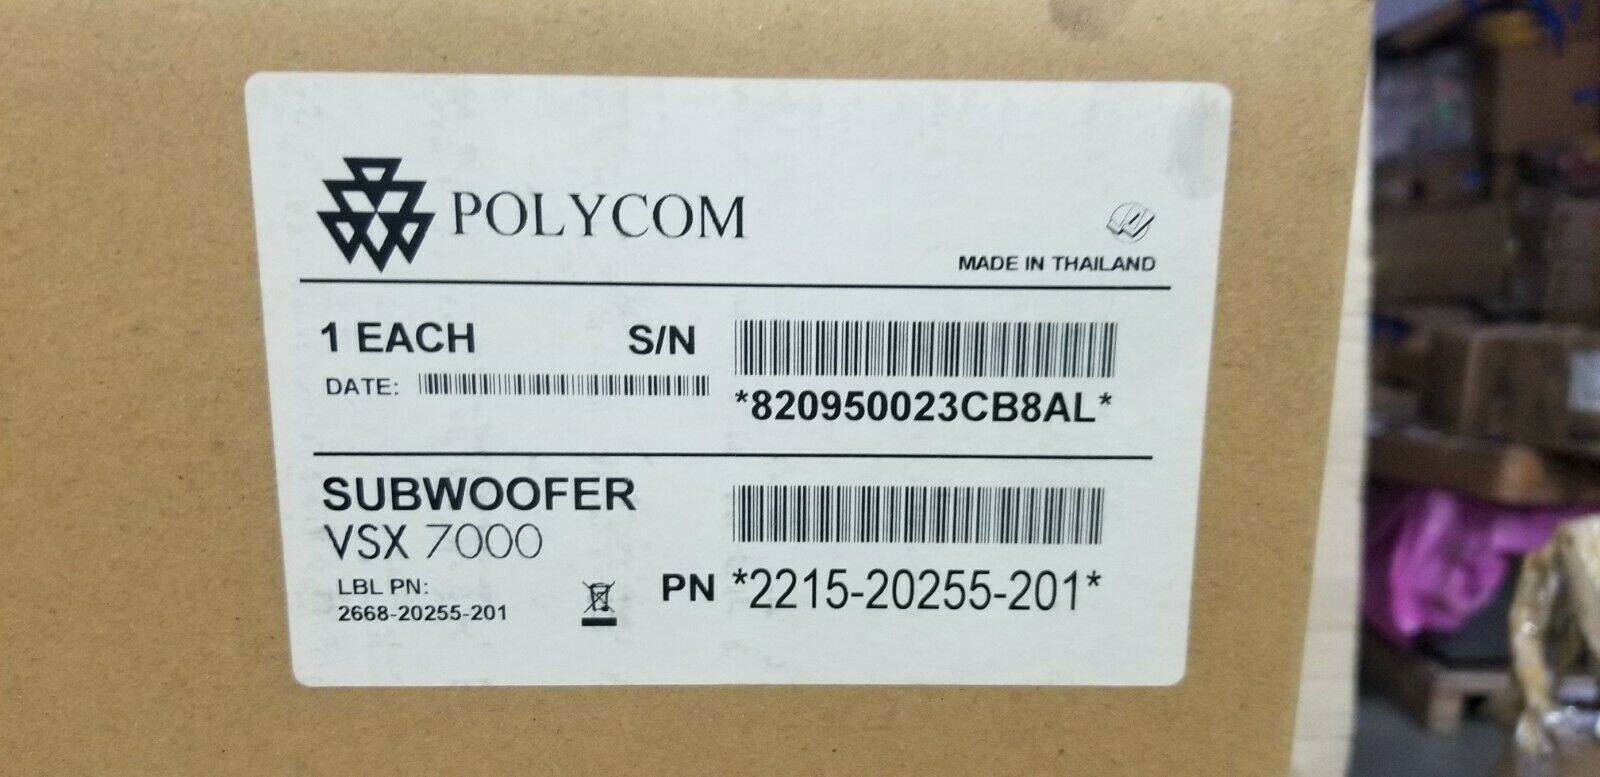 POLYCOM
MADE IN THAILAND
1 EACH
DATE:
S/N
*820950023CB8AL*
SUBWOOFER
VSX 7000
LBL PN:
2668-20255-201
PN *2215-20255-201*